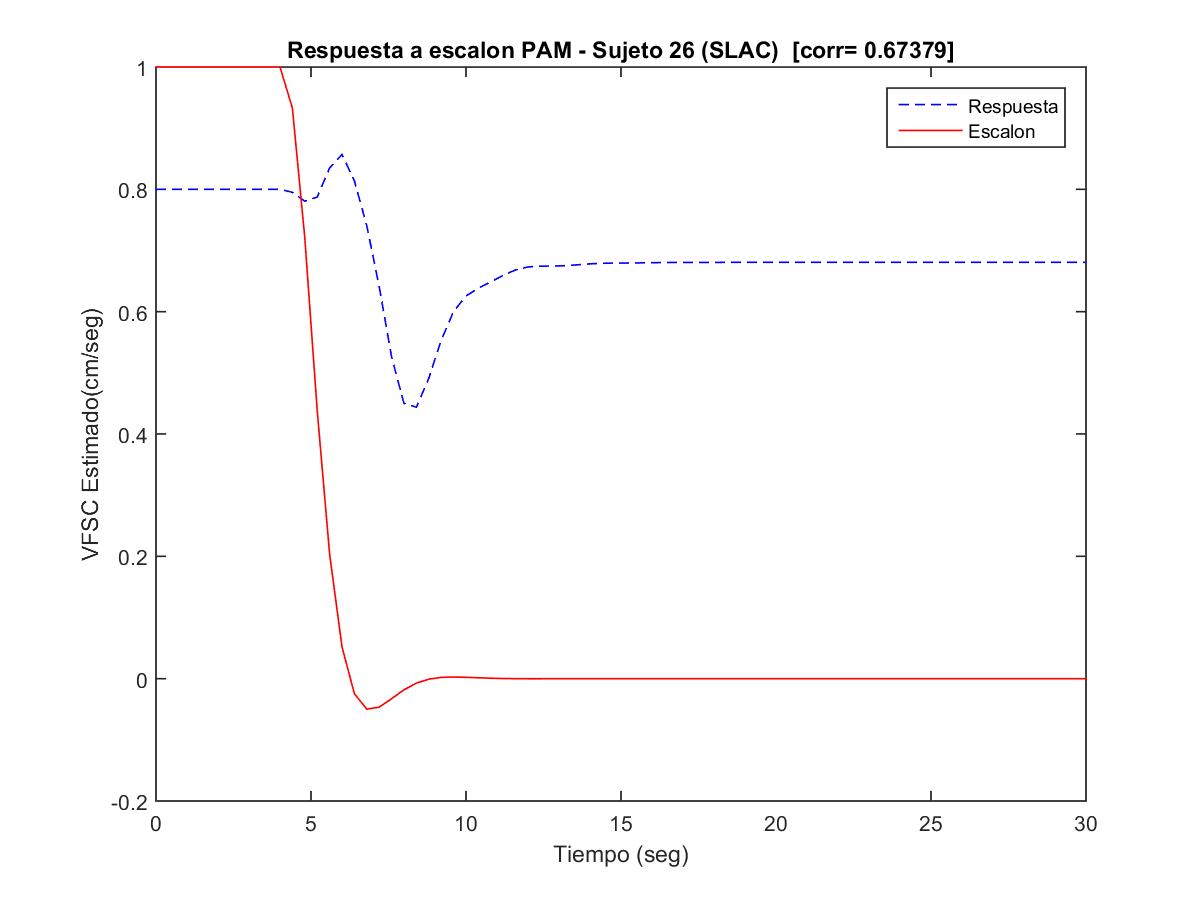 Respuesta a escalon PAM - Sujeto 26 (SLAC)  [corr= 0.67379]
Respuesta
Escalon
VFSC Estimado(cm/seg)
1
0.8
0.6
0.4
0.2
0
-0.2
0 5 10 15 20 25 30
Tiempo (seg)